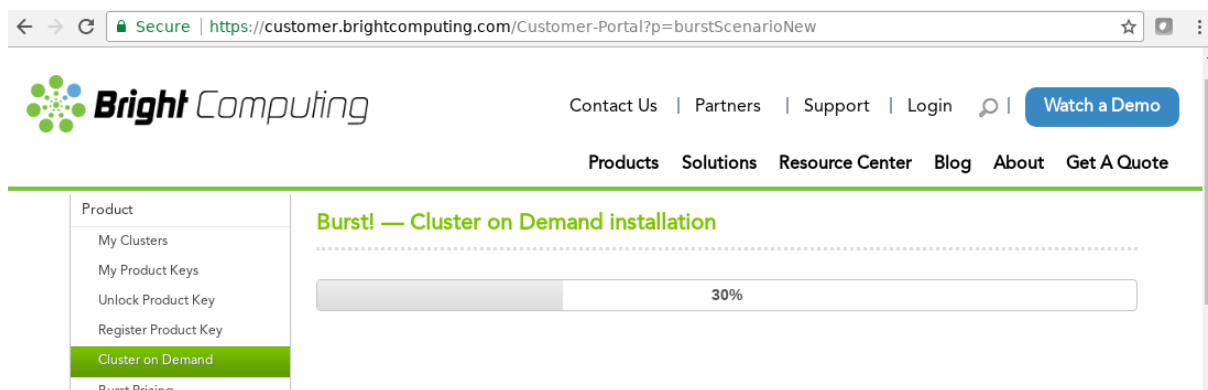 Secure | https://customer.brightcomputing.com/Customer-Portal?p=burstScenarioNew
Bright Computing
Contact Us | Partners | Support | Login | Watch a Demo
Products Solutions Resource Center Blog About Get A Quote
Product
My Clusters
My Product Keys
Unlock Product Key
Register Product Key
Cluster on Demand
Burst Pricing
Burst! — Cluster on Demand installation
30%